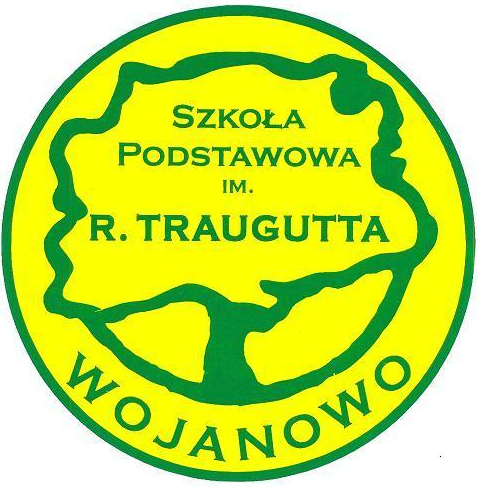 SZKOŁA
PODSTAWOWA
IM.
R. TRAUGUTTA
WOJANOWO